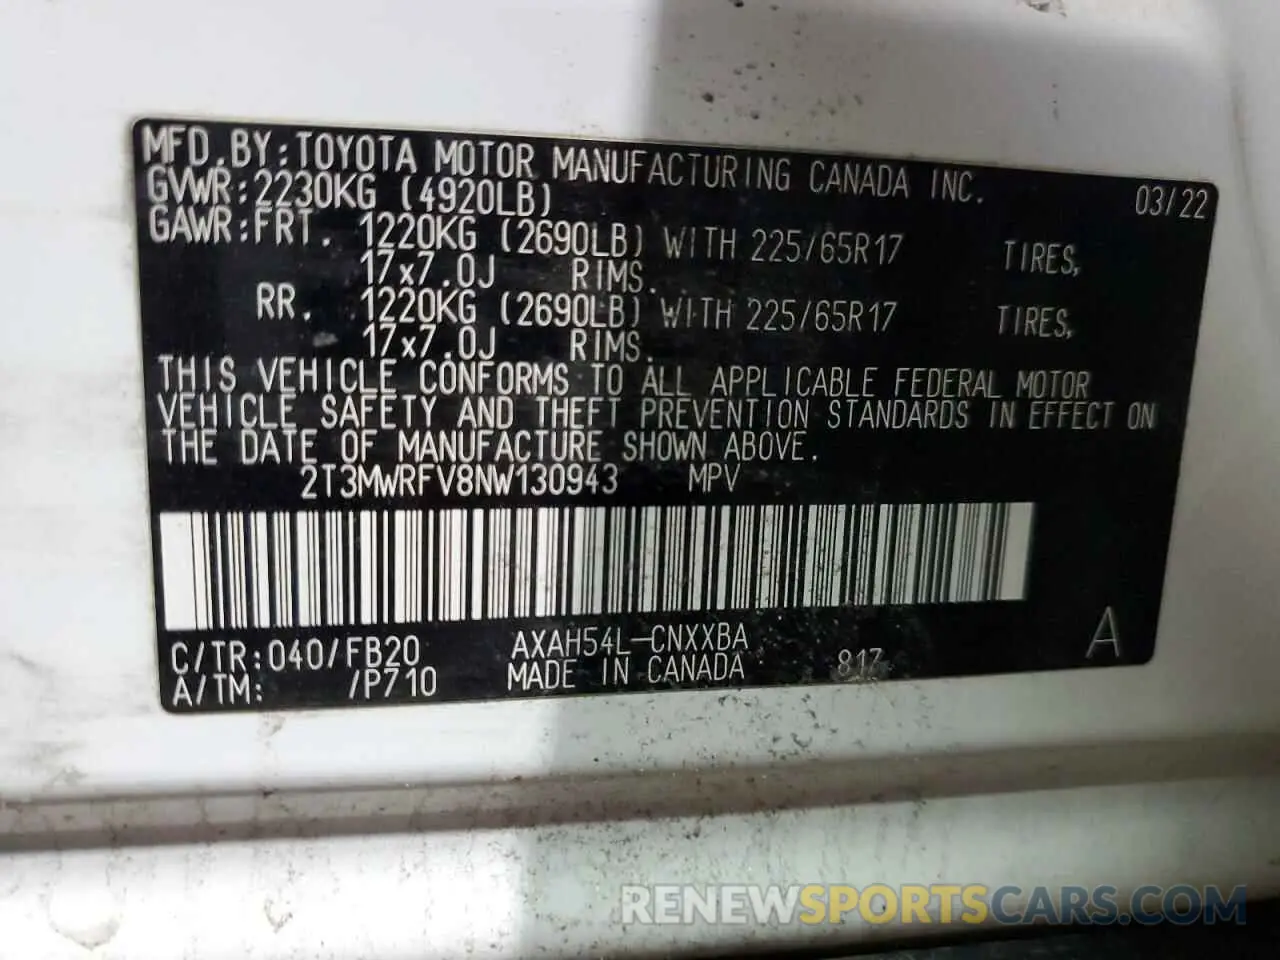 MFD.BY:TOYOTA MOTOR MANUFACTURING CANADA INC. 03/22
GVWR:2230KG (4920LB)
GAWR:FRT. 1220KG (2690LB) WITH 225/65R17 TIRES,
17x7.0J RIMS.
RR. 1220KG (2690LB) WITH 225/65R17 TIRES,
17x7.0J RIMS.
THIS VEHICLE CONFORMS TO ALL APPLICABLE FEDERAL MOTOR
VEHICLE SAFETY AND THEFT PREVENTION STANDARDS IN EFFECT ON
THE DATE OF MANUFACTURE SHOWN ABOVE.
2T3MWRFV8NW130943 MPV
C/TR:040/FB20 AXAH54L-CNXXBA A
A/TM: /P710 MADE IN CANADA 817
RENEWSPORTSCARS.COM